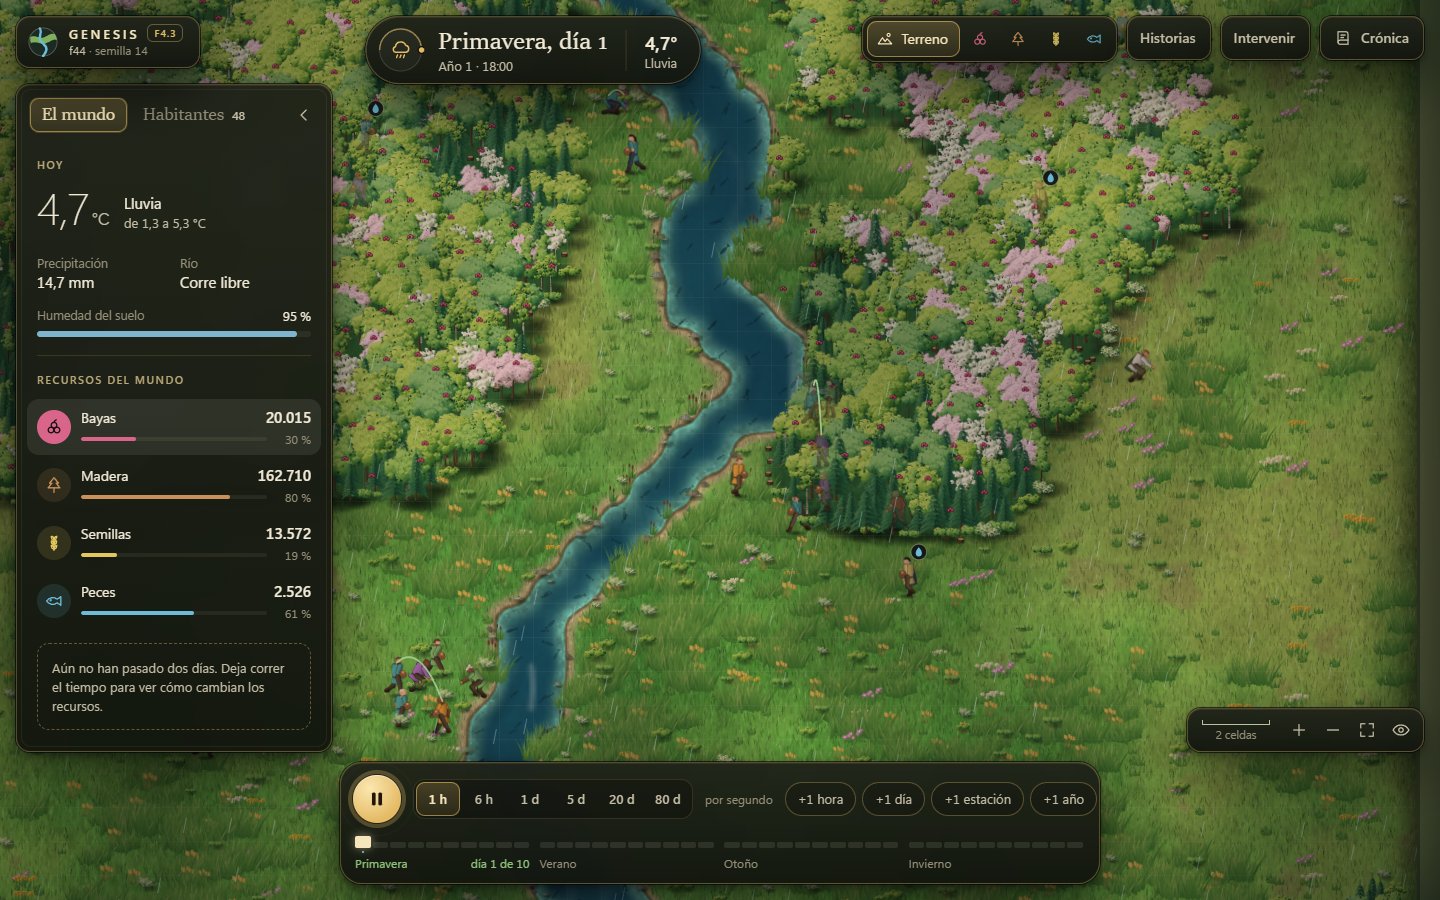 GENESIS F4.3
f44 · semilla 14
Primavera, día 1
Año 1 · 18:00
4,7°
Lluvia
Terreno
Historias
Intervenir
Crónica
El mundo
Habitantes 48
HOY
4,7 °C
Lluvia
de 1,3 a 5,3 °C
Precipitación
14,7 mm
Río
Corre libre
Humedad del suelo 95 %
RECURSOS DEL MUNDO
Bayas 20.015
30 %
Madera 162.710
80 %
Semillas 13.572
19 %
Peces 2.526
61 %
Aún no han pasado dos días. Deja correr
el tiempo para ver cómo cambian los
recursos.
2 celdas
1 h 6 h 1 d 5 d 20 d 80 d por segundo +1 hora +1 día +1 estación +1 año
Primavera día 1 de 10 Verano Otoño Invierno